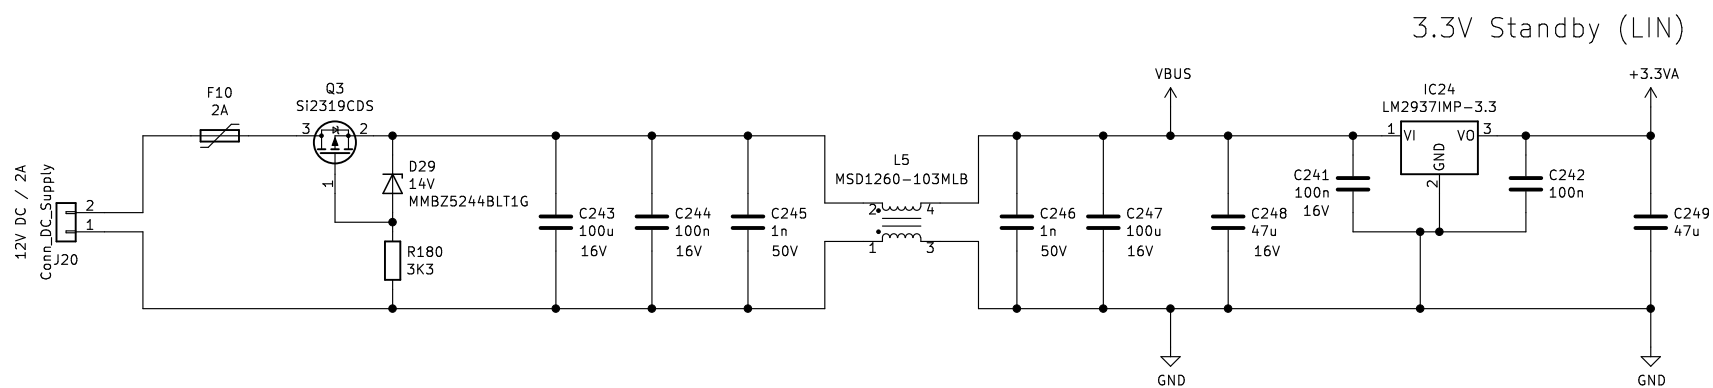 3.3V Standby (LIN)
12V DC / 2A
Conn_DC_Supply
J20
2
1
F10
2A
Q3
Si2319CDS
3
2
1
D29
14V
MMBZ5244BLT1G
R180
3K3
C243
100u
16V
C244
100n
16V
C245
1n
50V
L5
MSD1260-103MLB
2
4
1
3
C246
1n
50V
C247
100u
16V
VBUS
C248
47u
16V
GND
C241
100n
16V
IC24
LM2937IMP-3.3
1
VI
VO
3
GND
2
C242
100n
+3.3VA
C249
47u
GND